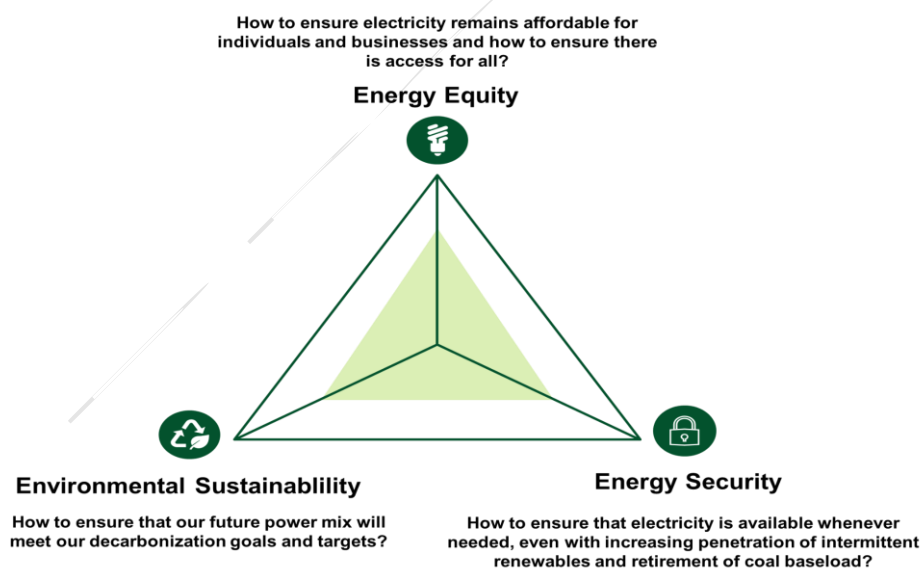 How to ensure electricity remains affordable for
individuals and businesses and how to ensure there
is access for all?
Energy Equity
Environmental Sustainablility
How to ensure that our future power mix will
meet our decarbonization goals and targets?
Energy Security
How to ensure that electricity is available whenever
needed, even with increasing penetration of intermittent
renewables and retirement of coal baseload?